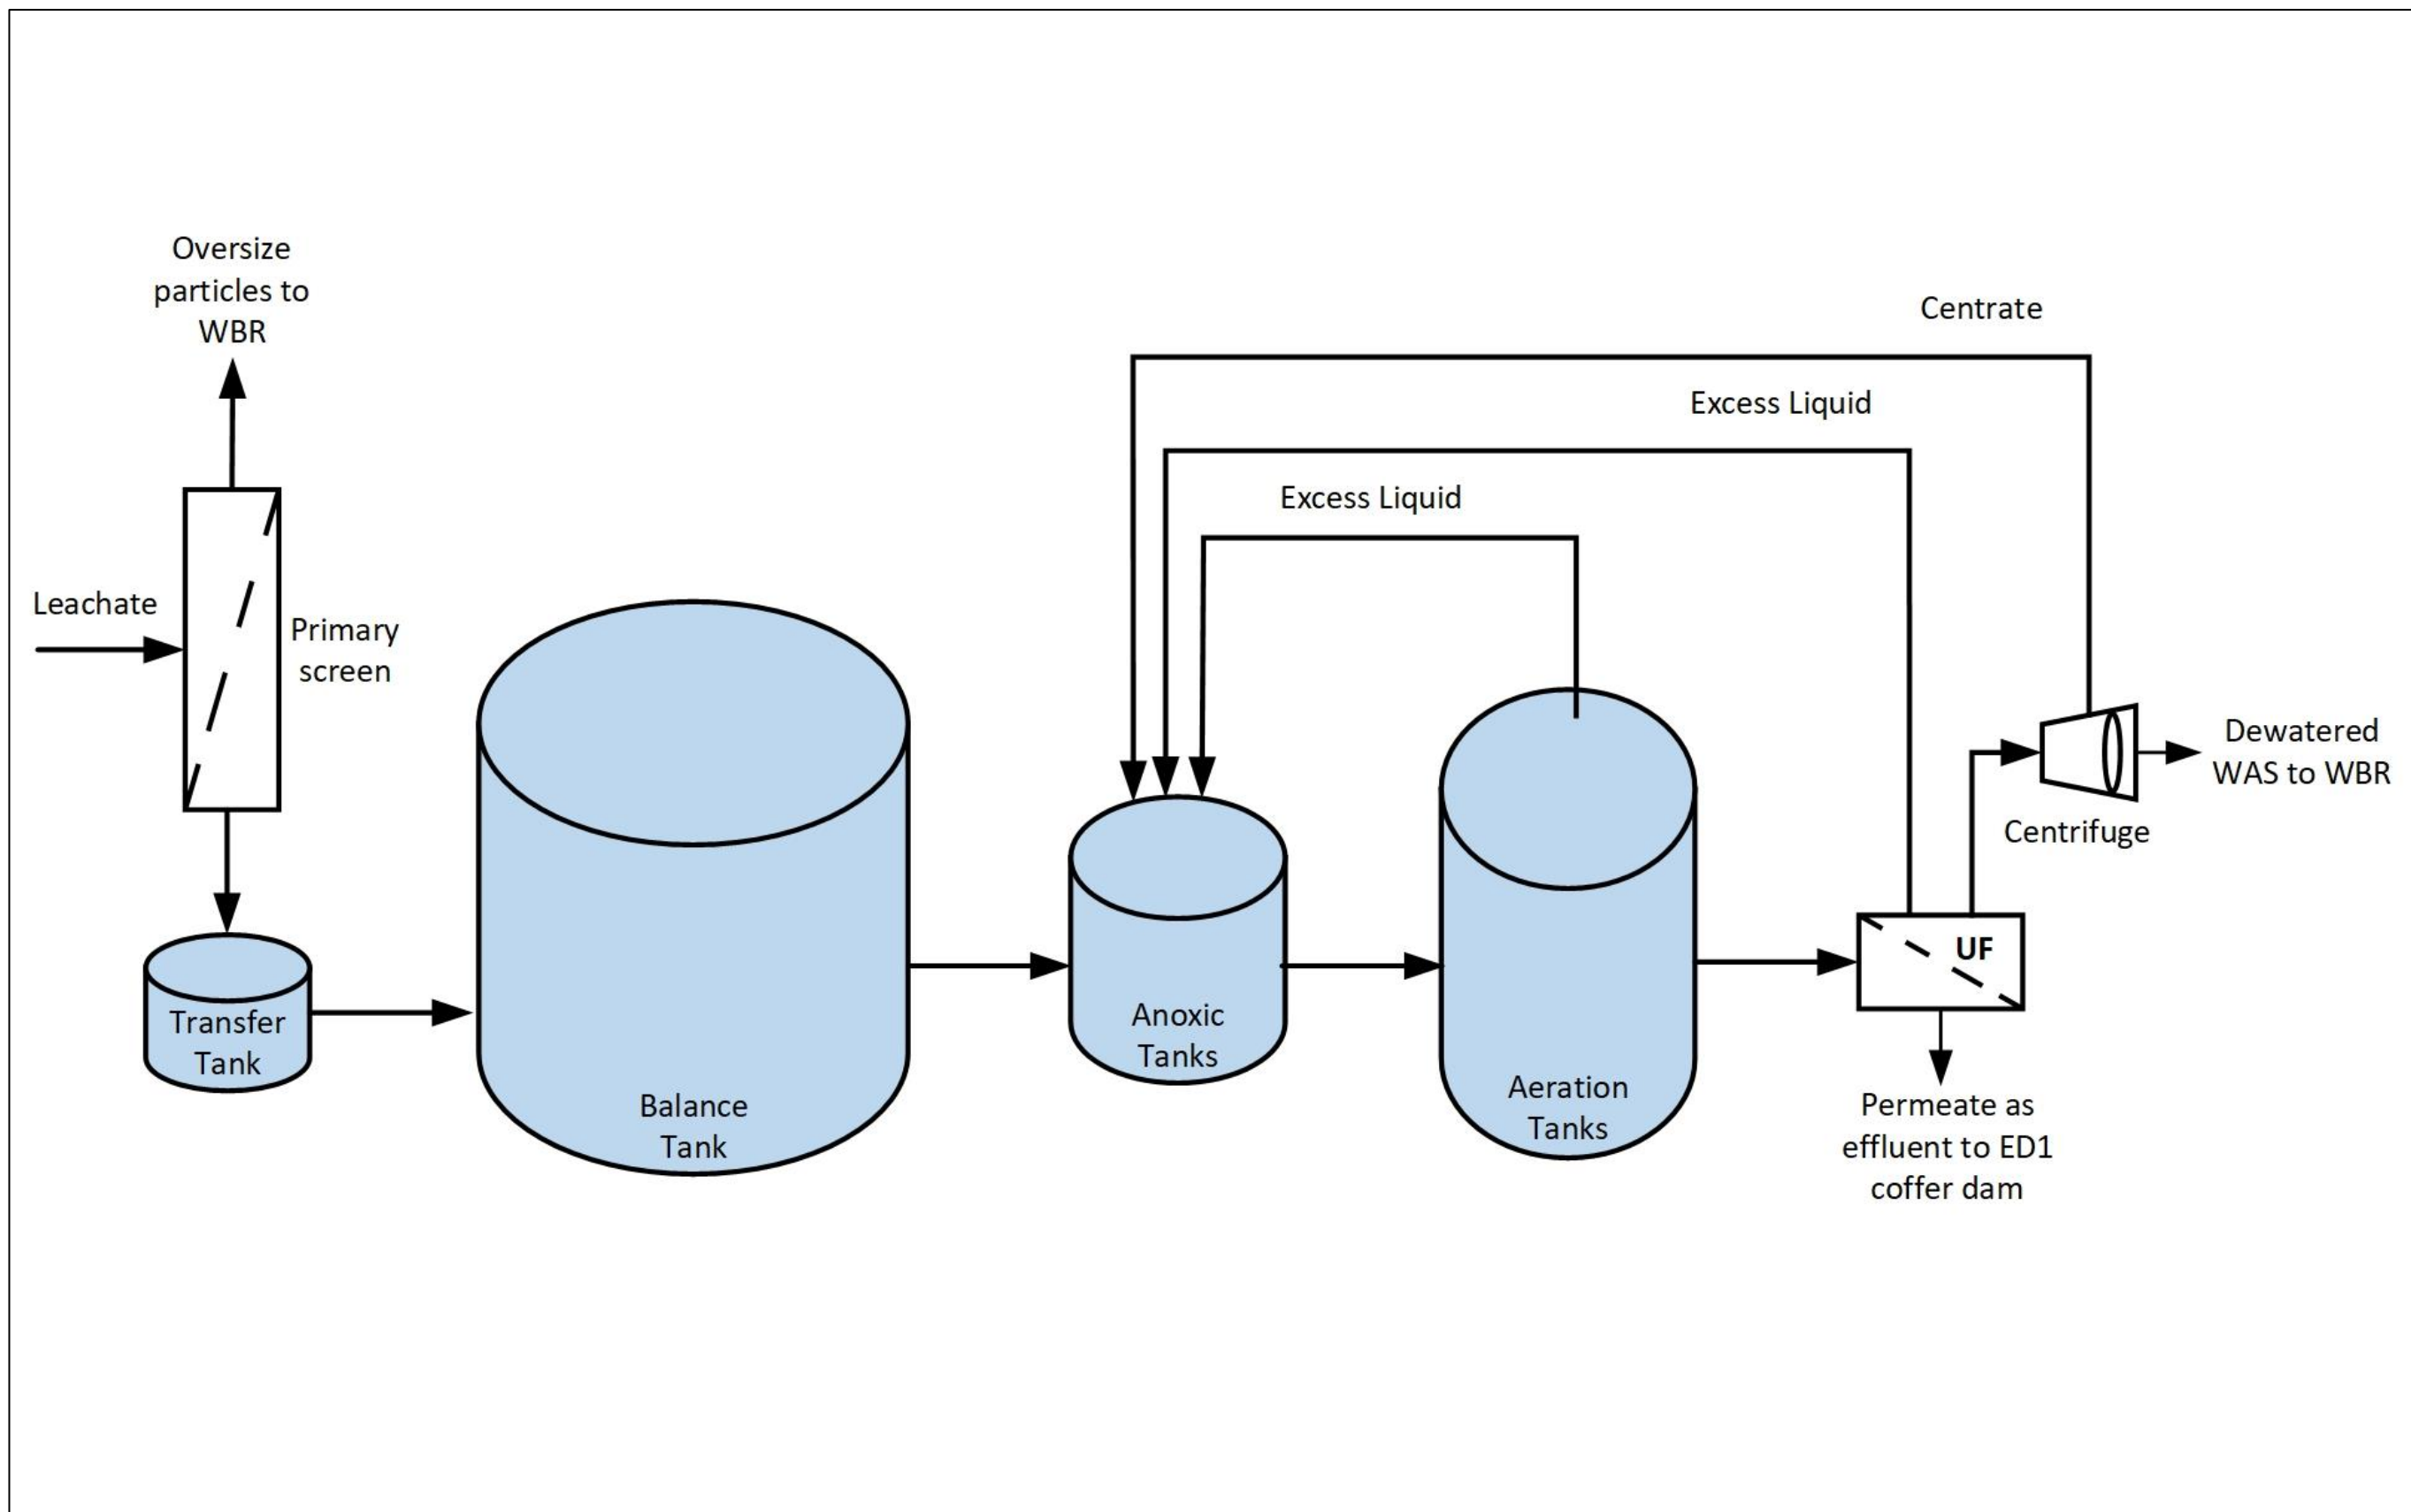 Oversize
particles to
WBR
Leachate
Primary
screen
Transfer
Tank
Balance
Tank
Centrate
Excess Liquid
Excess Liquid
Anoxic
Tanks
Aeration
Tanks
UF
Centrifuge
Dewatered
WAS to WBR
Permeate as
effluent to ED1
coffer dam